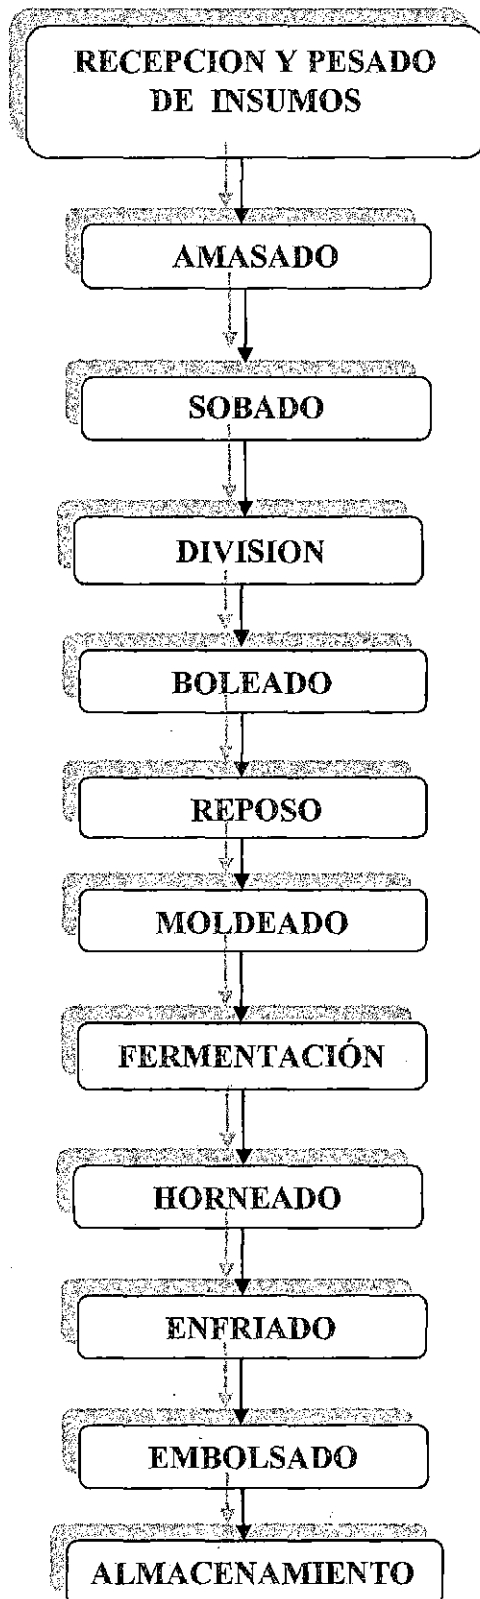 RECEPCION Y PESADO
DE INSUMOS
AMASADO
SOBADO
DIVISION
BOLEADO
REPOSO
MOLDEADO
FERMENTACIÓN
HORNEADO
ENFRIADO
EMBOLSADO
ALMACENAMIENTO